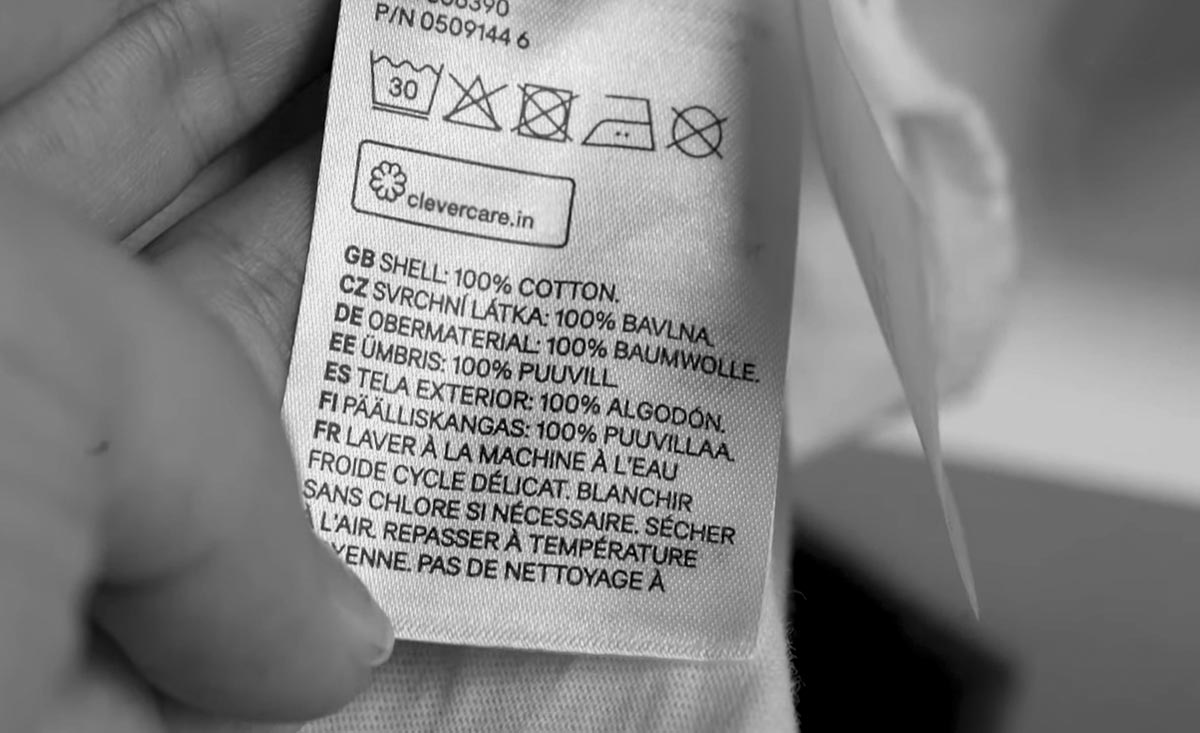 P/N 0509144 6
30
clevercare.in
GB SHELL: 100% COTTON.
CZ SVRCHNÍ LÁTKA: 100% BAVLNA.
DE OBERMATERIAL: 100% BAUMWOLLE.
EE ÜMBRIS: 100% PUUVILL
ES TELA EXTERIOR: 100% ALGODÓN.
FI PÄÄLLISKANGAS: 100% PUUVILLAA.
FR LAVER À LA MACHINE À L'EAU
FROIDE CYCLE DÉLICAT. BLANCHIR
SANS CHLORE SI NÉCESSAIRE. SÉCHER
L'AIR. REPASSER À TEMPÉRATURE
PAS DE NETTOYAGE À